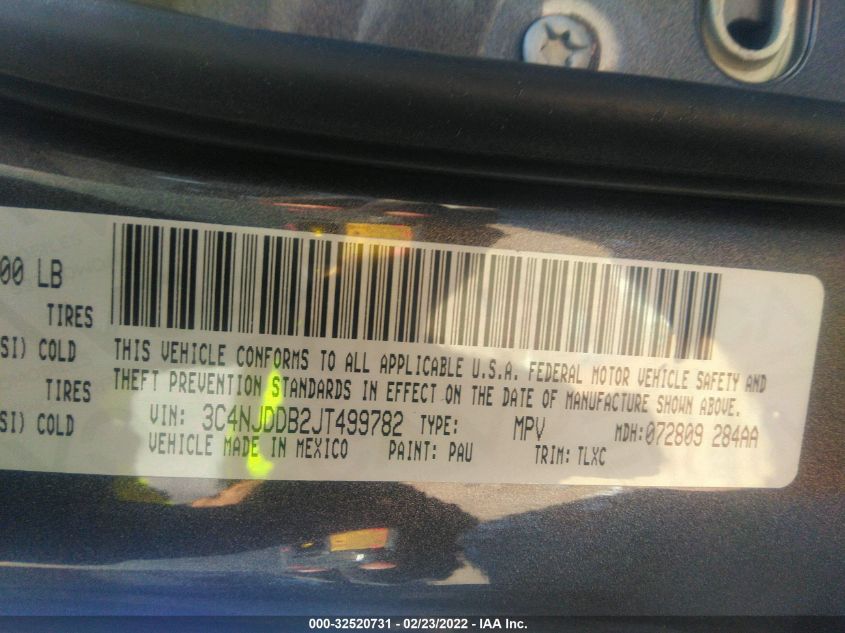 00 LB
TIRES
SI) COLD
TIRES
SI) COLD
THIS VEHICLE CONFORMS TO ALL APPLICABLE U.S.A. FEDERAL MOTOR VEHICLE SAFETY AND
THEFT PREVENTION STANDARDS IN EFFECT ON THE DATE OF MANUFACTURE SHOWN ABOVE.
VIN: 3C4NJDDB2JT499782 TYPE: MPV MDH:072809 284AA
VEHICLE MADE IN MEXICO PAINT: PAU TRIM: TLXC
000-32520731 - 02/23/2022 - IAA Inc.